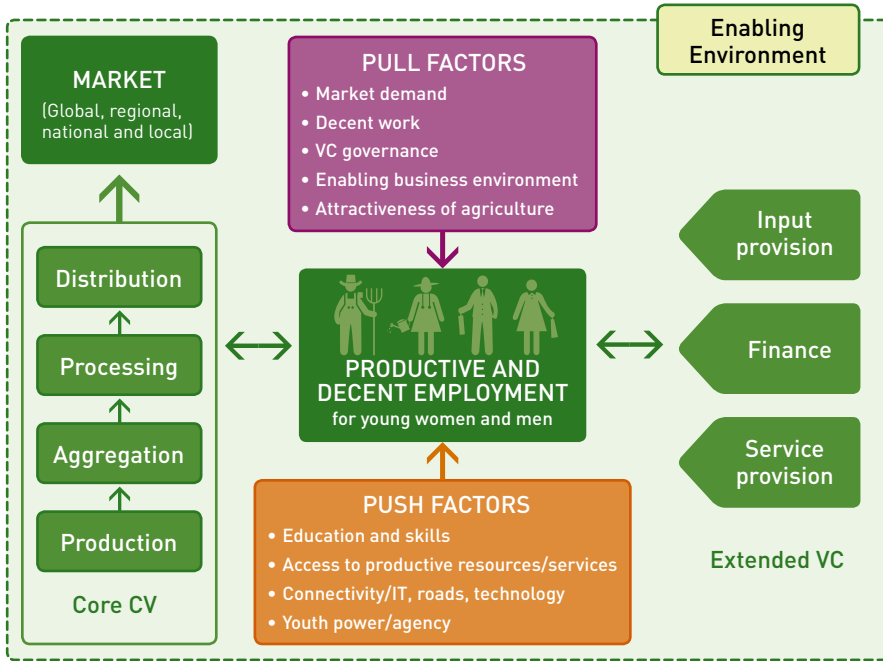 Enabling
Environment
MARKET
(Global, regional,
national and local)
Distribution
Processing
Aggregation
Production
Core CV
PULL FACTORS
• Market demand
• Decent work
• VC governance
• Enabling business environment
• Attractiveness of agriculture
PRODUCTIVE AND
DECENT EMPLOYMENT
for young women and men
PUSH FACTORS
• Education and skills
• Access to productive resources/services
• Connectivity/IT, roads, technology
• Youth power/agency
Input
provision
Finance
Service
provision
Extended VC